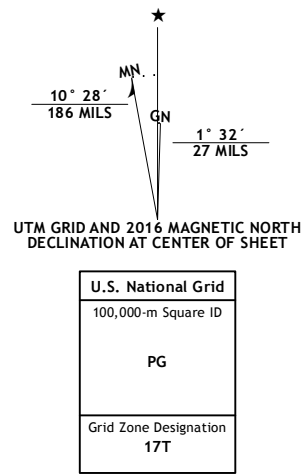 ★
MN
GN
10° 28´
186 MILS
1° 32´
27 MILS
UTM GRID AND 2016 MAGNETIC NORTH
DECLINATION AT CENTER OF SHEET
U.S. National Grid
100,000-m Square ID
PG
Grid Zone Designation
17T